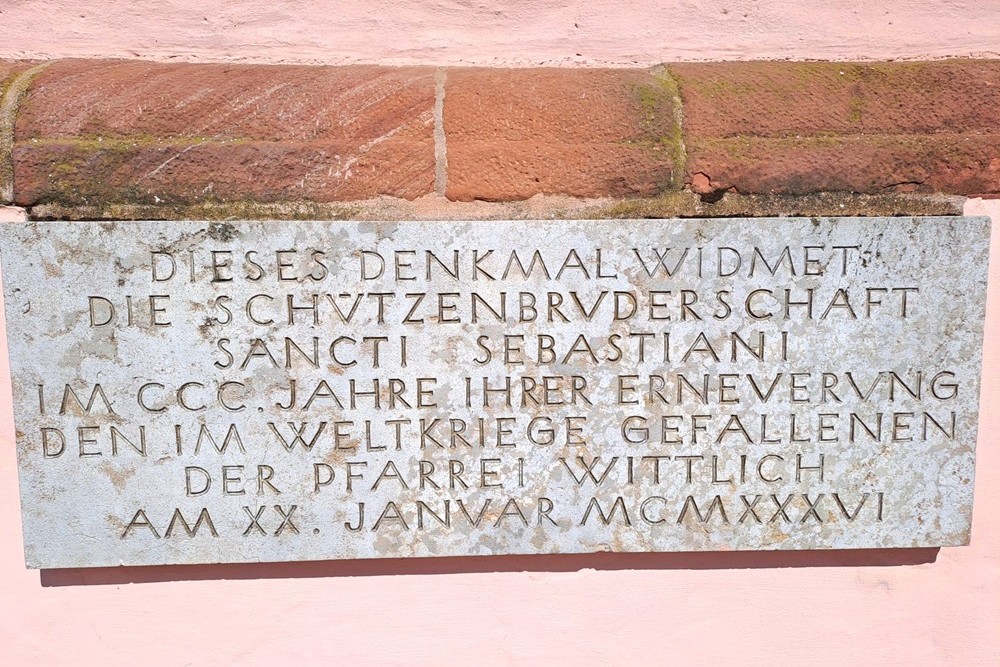 DIESES DENKMAL WIDMET
DIE SCHVTZENBRVDERSCHAFT
SANCTI SEBASTIANI
IM CCC. JAHRE IHRER ERNEVERVNG
DEN IM WELTKRIEGE GEFALLENEN
DER PFARREI WITTLICH
AM XX. JANVAR MCMXXXVI